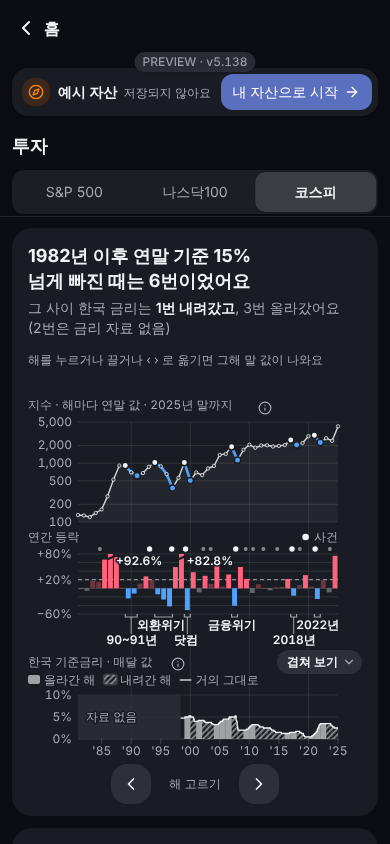 홈
PREVIEW · v5.138
예시 자산 저장되지 않아요
내 자산으로 시작
투자
S&P 500
나스닥100
코스피
1982년 이후 연말 기준 15%
넘게 빠진 때는 6번이었어요
그 사이 한국 금리는 1번 내려갔고, 3번 올라갔어요
(2번은 금리 자료 없음)
해를 누르거나 끌거나 ‹ › 로 옮기면 그해 말 값이 나와요
지수 · 해마다 연말 값 · 2025년 말까지
5,000
2,000
1,000
500
200
100
연간 등락
사건
+80%
+92.6%
+82.8%
+20%
−60%
외환위기
금융위기
2022년
90~91년
닷컴
2018년
한국 기준금리 · 매달 값
겹쳐 보기
올라간 해
내려간 해
거의 그대로
10%
5%
0%
자료 없음
'85 '90 '95 '00 '05 '10 '15 '20 '25
해 고르기